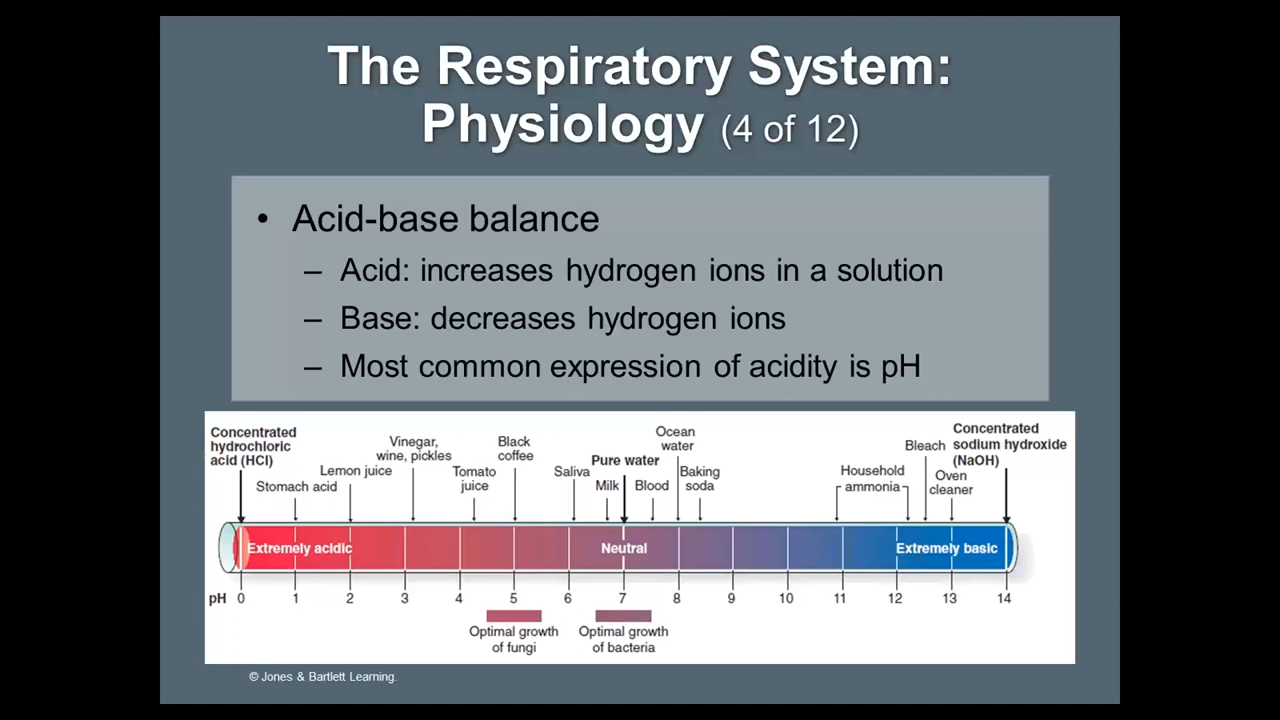 The Respiratory System:
Physiology (4 of 12)
• Acid-base balance
– Acid: increases hydrogen ions in a solution
– Base: decreases hydrogen ions
– Most common expression of acidity is pH
Concentrated
hydrochloric
acid (HCl)
Stomach acid
Lemon juice
Vinegar,
wine, pickles
Tomato
juice
Black
coffee
Saliva
Milk
Pure water
Blood
Ocean
water
Baking
soda
Household
ammonia
Bleach
Oven
cleaner
Concentrated
sodium hydroxide
(NaOH)
Extremely acidic
Neutral
Extremely basic
pH 0 1 2 3 4 5 6 7 8 9 10 11 12 13 14
Optimal growth
of fungi
Optimal growth
of bacteria
© Jones & Bartlett Learning.